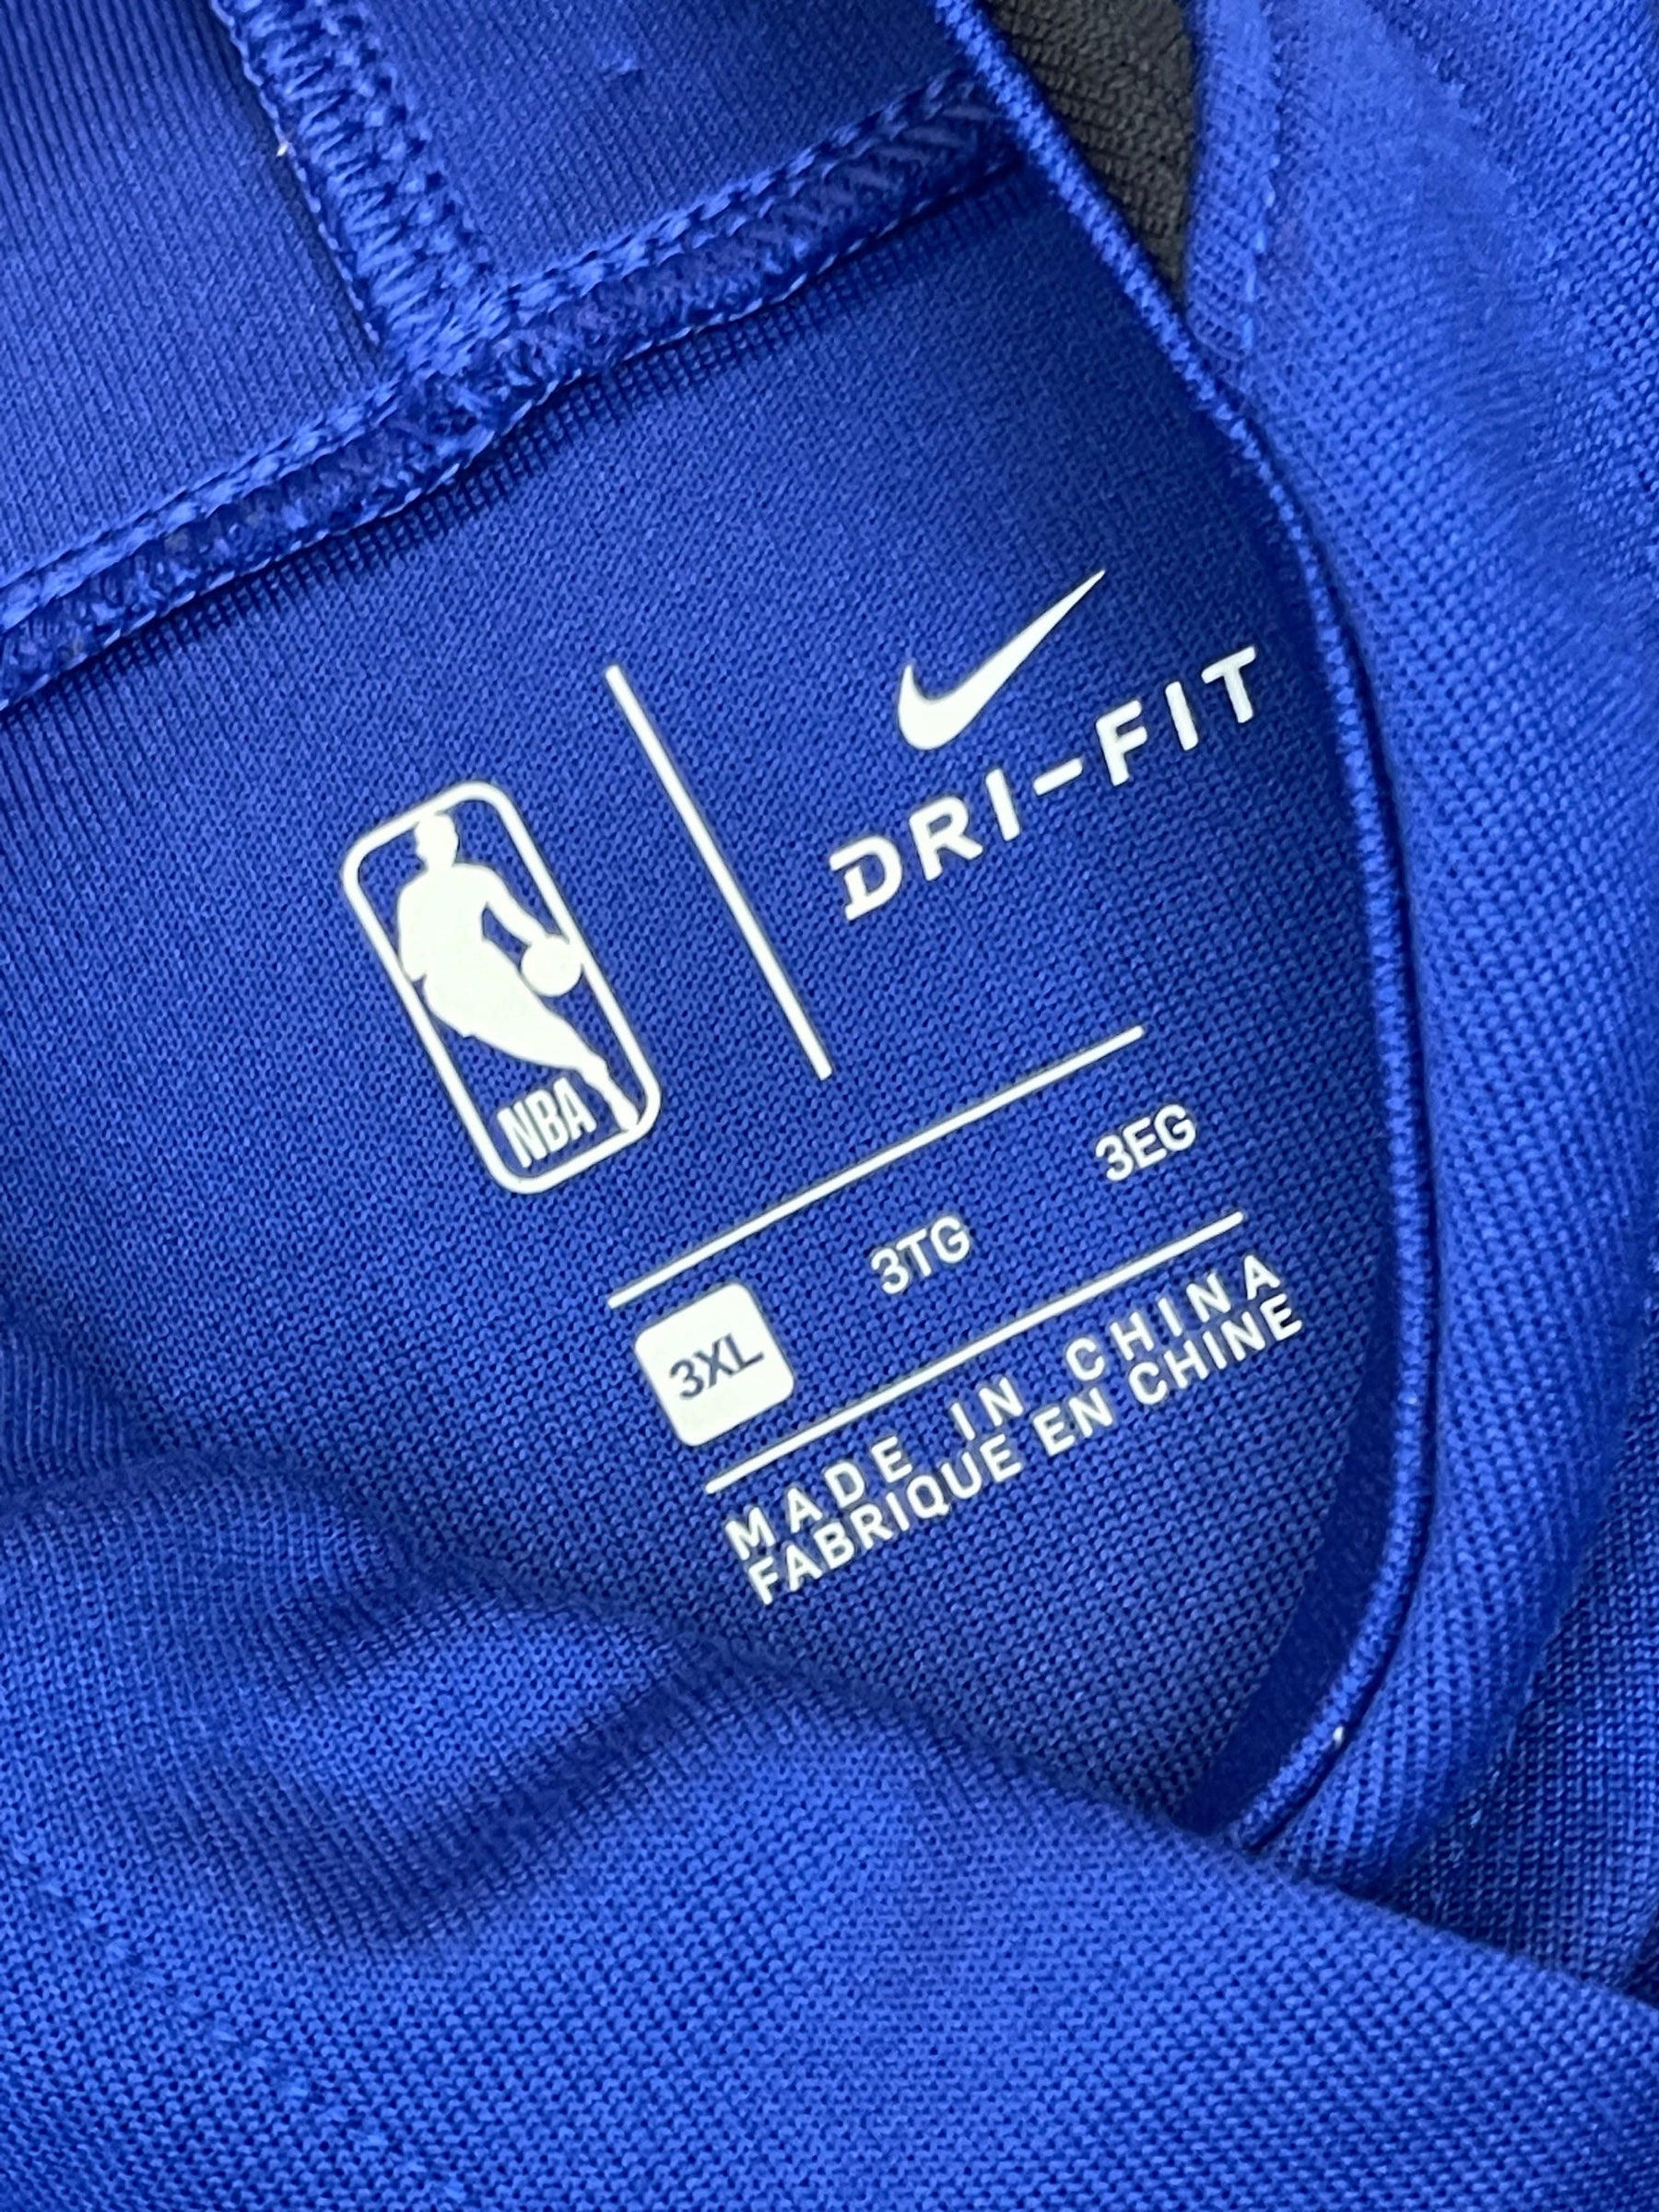 NBA
DRI-FIT
3XL 3TG 3EG
MADE IN CHINA
FABRIQUE EN CHINE